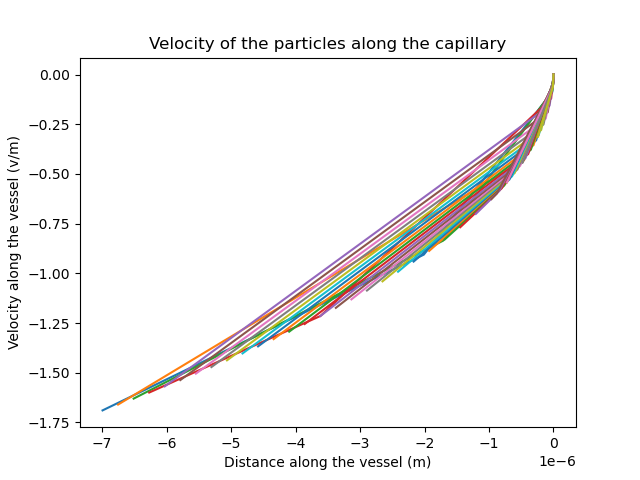 Velocity of the particles along the capillary
0.00
−0.25
−0.50
−0.75
−1.00
−1.25
−1.50
−1.75
Velocity along the vessel (v/m)
−7 −6 −5 −4 −3 −2 −1 0
1e−6
Distance along the vessel (m)